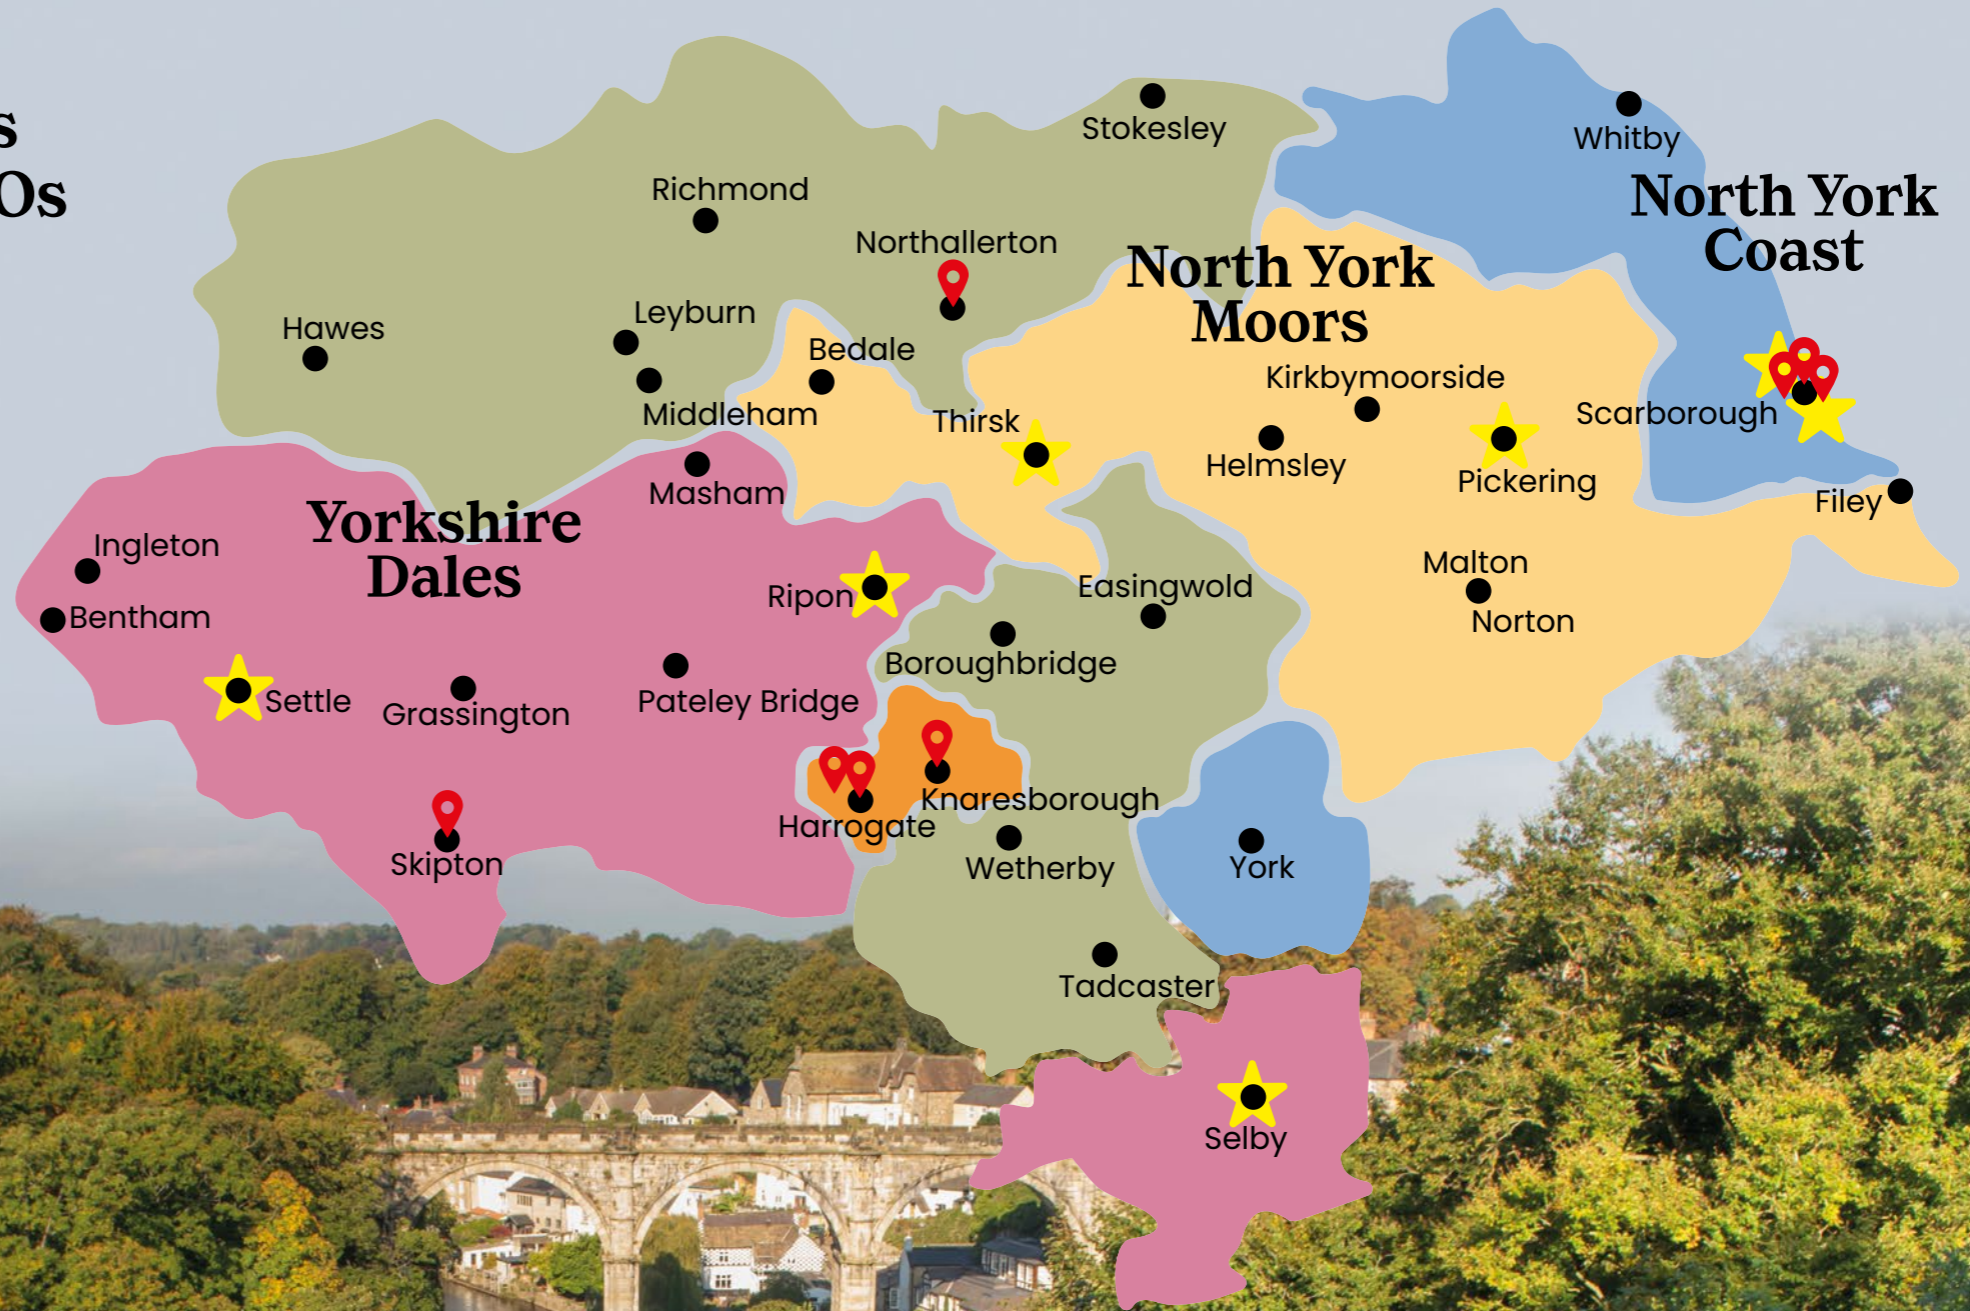 s
Os
Stokesley
Whitby
Richmond
North York
Coast
Northallerton
North York
Moors
Leyburn
Hawes
Bedale
Kirkbymoorside
Middleham
Thirsk
Scarborough
Helmsley
Pickering
Masham
Filey
Yorkshire
Dales
Ingleton
Malton
Easingwold
Ripon
Bentham
Norton
Boroughbridge
Settle
Pateley Bridge
Grassington
Knaresborough
Harrogate
Skipton
Wetherby
York
Tadcaster
Selby